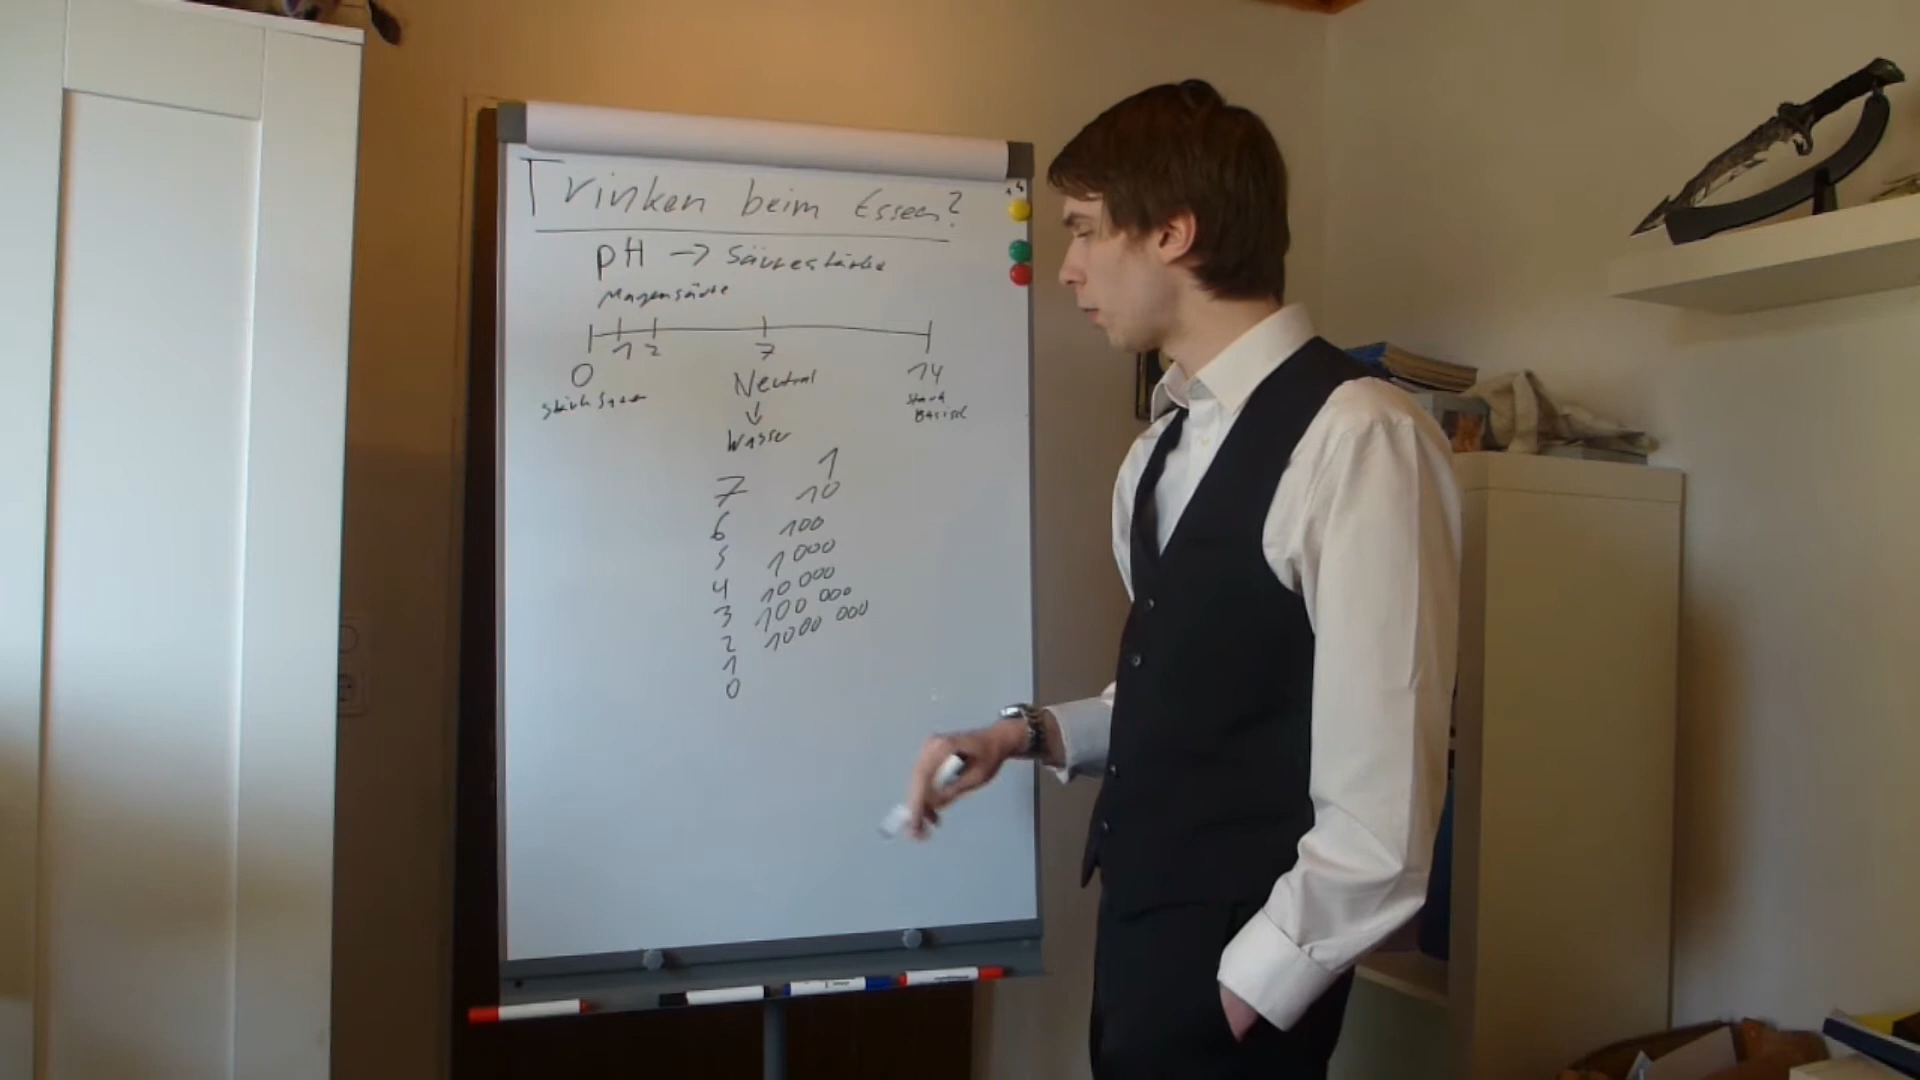 Trinken beim Essen?
pH → Säurestärke
Magensäure
1 2 7
0 14
Stark Sauer Neutral Stark Basisch
↓
Wasser
1
7 10
6 100
5 1000
4 10 000
3 100 000
2 1000 000
1
0